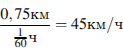 0,75км / 1/60 ч = 45км/ч